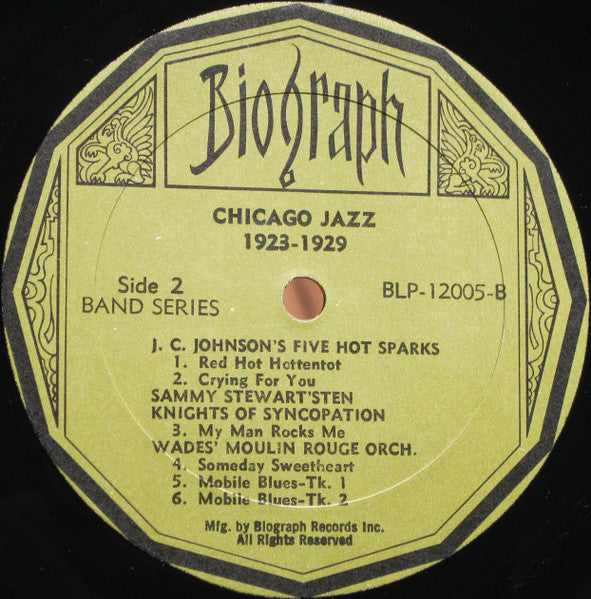 Biograph
CHICAGO JAZZ
1923-1929
Side 2
BAND SERIES
BLP-12005-B
J. C. JOHNSON'S FIVE HOT SPARKS
1. Red Hot Hottentot
2. Crying For You
SAMMY STEWART'STEN
KNIGHTS OF SYNCOPATION
3. My Man Rocks Me
WADES' MOULIN ROUGE ORCH.
4. Someday Sweetheart
5. Mobile Blues-Tk. 1
6. Mobile Blues-Tk. 2
Mfg. by Biograph Records Inc.
All Rights Reserved